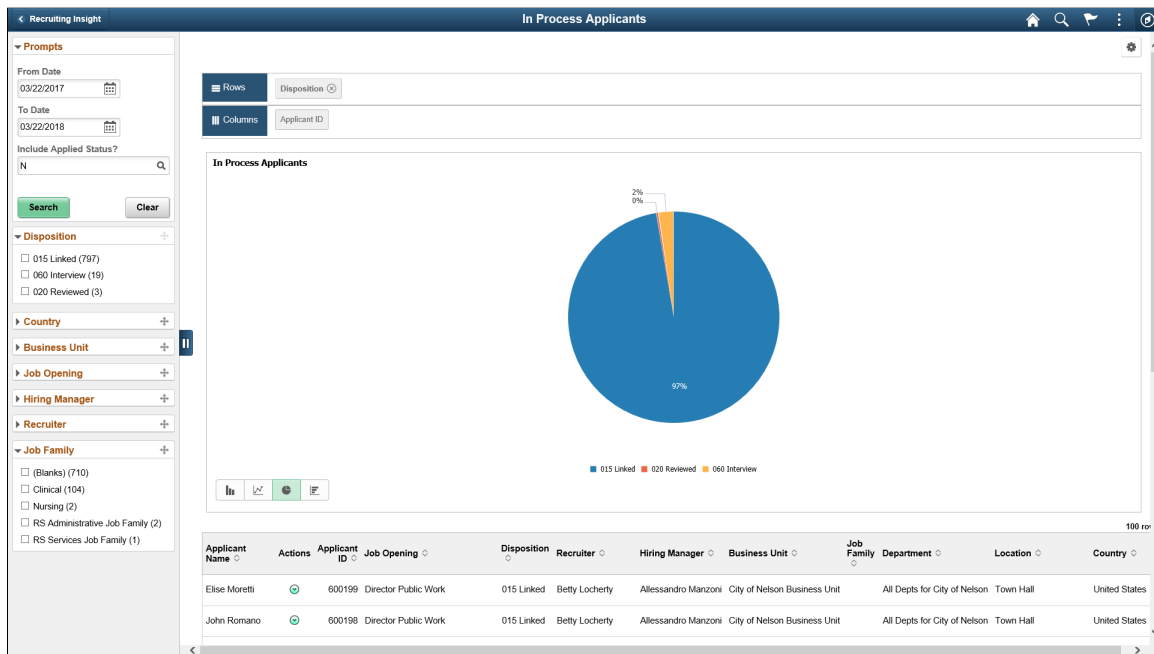 Recruiting Insight
In Process Applicants
Prompts
From Date
03/22/2017
To Date
03/22/2018
Include Applied Status?
N
Search Clear
Disposition
015 Linked (797)
060 Interview (19)
020 Reviewed (3)
Country
Business Unit
Job Opening
Hiring Manager
Recruiter
Job Family
(Blanks) (710)
Clinical (104)
Nursing (2)
RS Administrative Job Family (2)
RS Services Job Family (1)
Rows Disposition
Columns Applicant ID
In Process Applicants
2%
0%
97%
015 Linked 020 Reviewed 060 Interview
100 row
Applicant Name Actions Applicant ID Job Opening Disposition Recruiter Hiring Manager Business Unit Job Family Department Location Country
Elise Moretti 600199 Director Public Work 015 Linked Betty Locherty Allessandro Manzoni City of Nelson Business Unit All Depts for City of Nelson Town Hall United States
John Romano 600198 Director Public Work 015 Linked Betty Locherty Allessandro Manzoni City of Nelson Business Unit All Depts for City of Nelson Town Hall United States